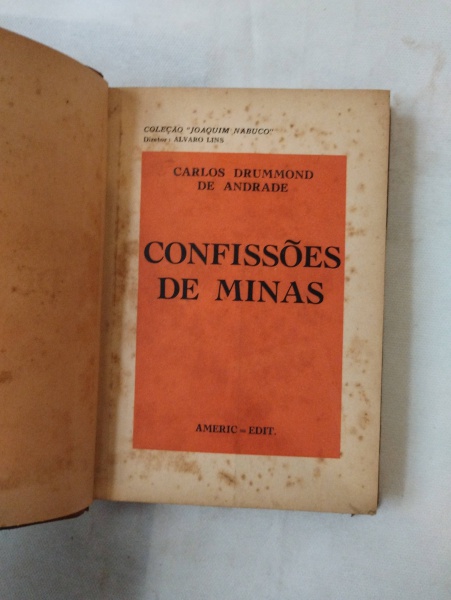 COLEÇÃO "JOAQUIM NABUCO"
Diretor: ALVARO LINS
CARLOS DRUMMOND
DE ANDRADE
CONFISSÕES
DE MINAS
AMERIC = EDIT.